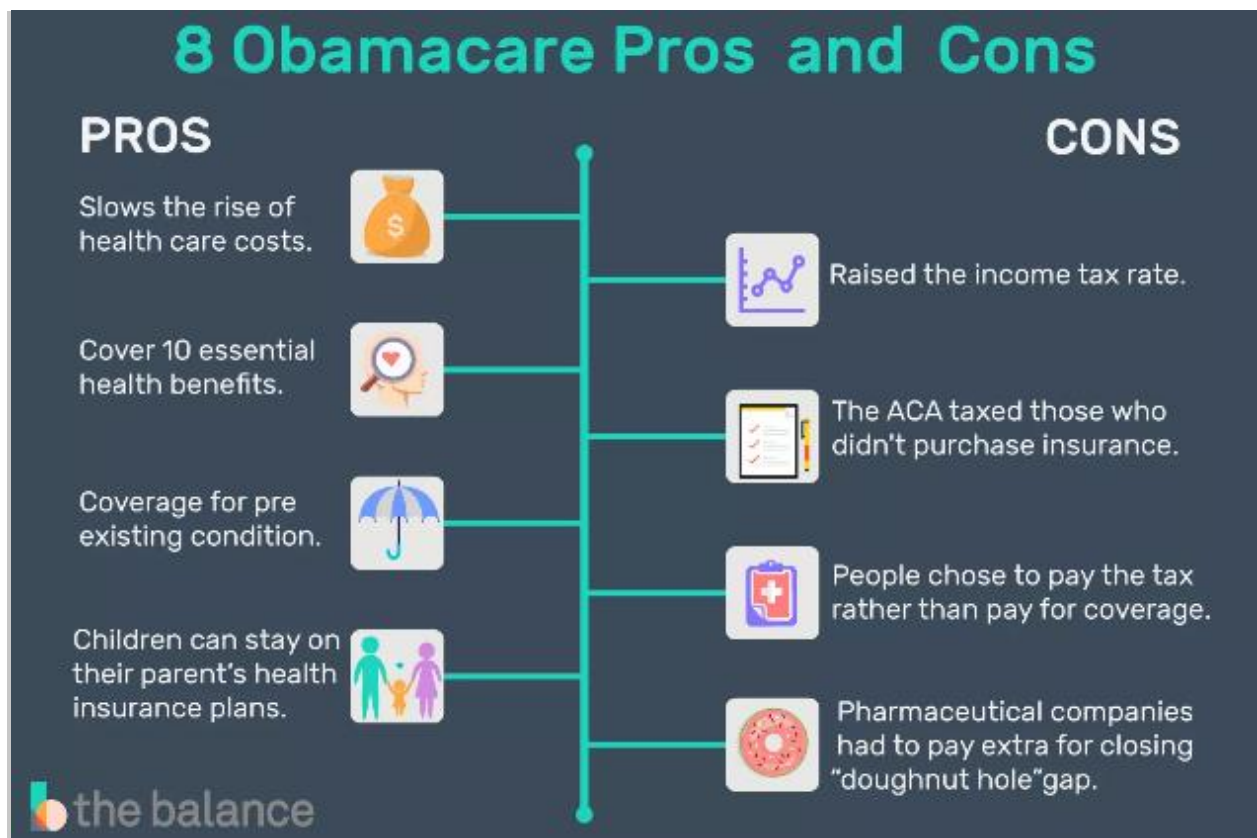 8 Obamacare Pros and Cons
PROS
Slows the rise of
health care costs.
$
Cover 10 essential
health benefits.
Coverage for pre
existing condition.
Children can stay on
their parent's health
insurance plans.
CONS
Raised the income tax rate.
The ACA taxed those who
didn't purchase insurance.
People chose to pay the tax
rather than pay for coverage.
Pharmaceutical companies
had to pay extra for closing
"doughnut hole"gap.
the balance